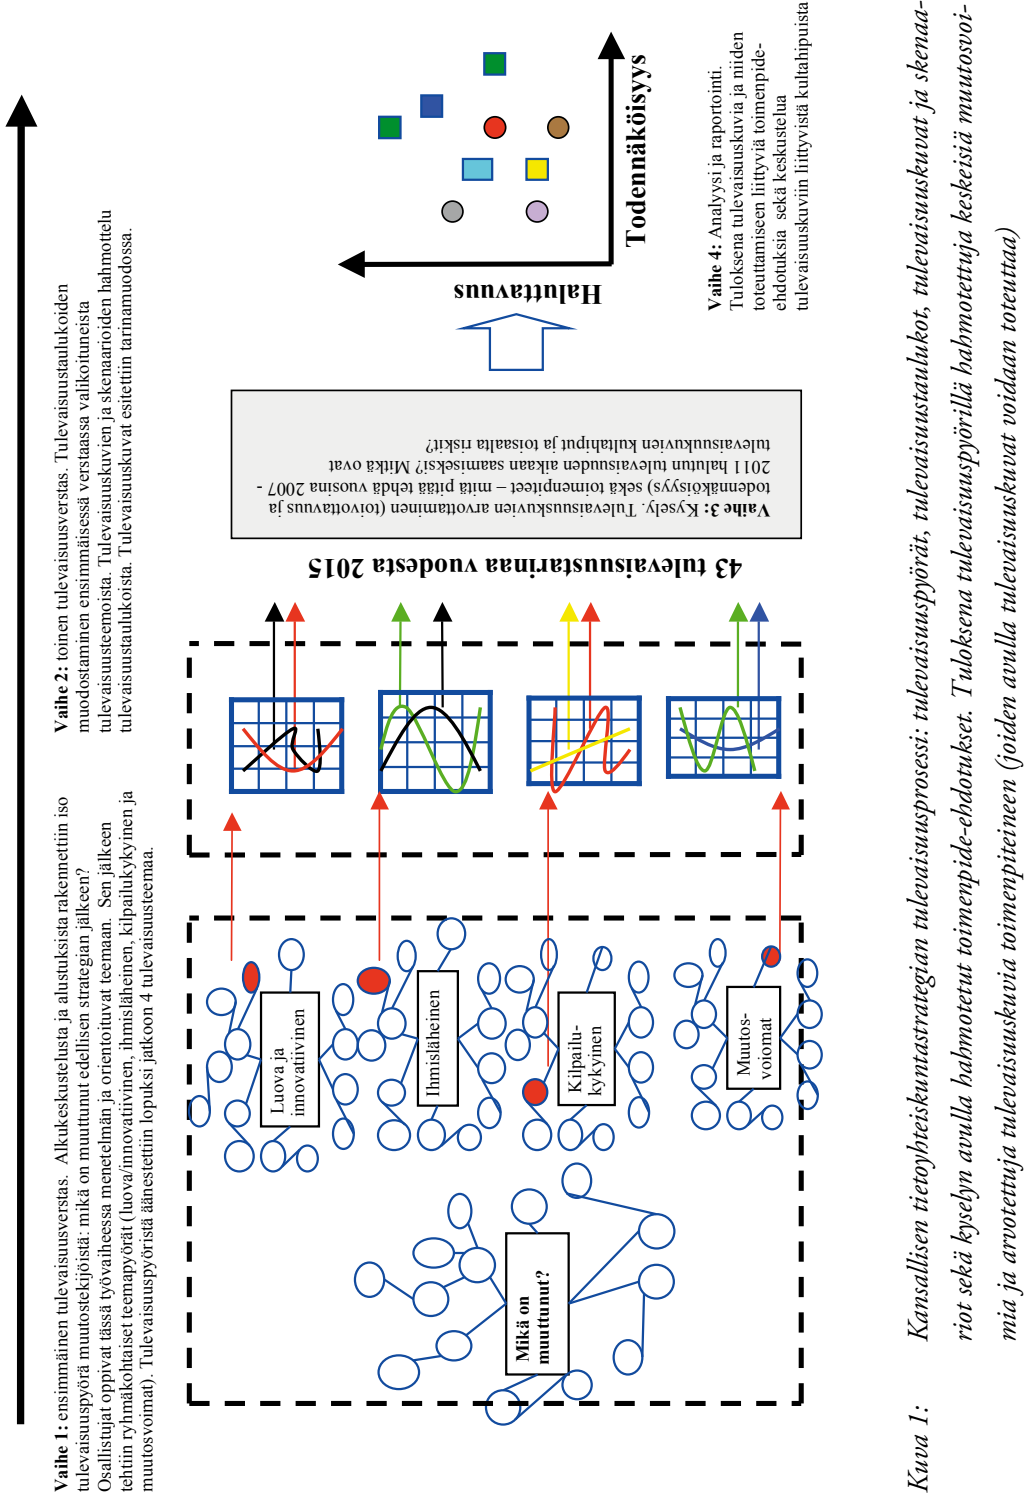 Vaihe 1: ensimmäinen tulevaisuusverstas. Alkukeskustelusta ja alustuksista rakennettiin iso
tulevaisuuspyörä muutostekijöistä: mikä on muuttunut edellisen strategian jälkeen?
Osallistujat oppivat tässä työvaiheessa menetelmän ja orientoituvat teemaan. Sen jälkeen
tehtiin ryhmäkohtaiset teemapyörät (luova/innovatiivinen, ihmisläheinen, kilpailukykyinen ja
muutosvoimat). Tulevaisuuspyöristä äänestettiin lopuksi jatkoon 4 tulevaisuusteemaa.
Vaihe 2: toinen tulevaisuusverstas. Tulevaisuustaulukoiden
muodostaminen ensimmäisessä verstaassa valikoituneista
tulevaisuusteemoista. Tulevaisuuskuvien ja skenaarioiden hahmottelu
tulevaisuustaulukoista. Tulevaisuuskuvat esitettiin tarinamuodossa.
Mikä on
muuttunut?
Luova ja
innovatiivinen
Ihmisläheinen
Kilpailu-
kykyinen
Muutos-
voiomat
43 tulevaisuustarinaa vuodesta vuoteen 2015
Vaihe 3: Kysely. Tulevaisuuskuvien arvottaminen (toivottavuus ja
todennäköisyys) sekä toimenpiteet – mitä pitää tehdä vuosina 2007 -
2011 halutun tulevaisuuden aikaan saamiseksi? Mitkä ovat
tulevaisuukuvien kultahiput ja toisaalta riskit?
Haluttavuus
Todennäköisyys
Vaihe 4: Analyysi ja raportointi.
Tuloksena tulevaisuuskuvia ja niiden
toteuttamiseen liittyviä toimenpide-
ehdotuksia sekä keskustelua
tulevaisuuskuviin liittyvistä kultahipuista
Kuva 1: Kansallisen tietoyhteiskuntastrategian tulevaisuusprosessi: tulevaisuuspyörät, tulevaisuustaulukot, tulevaisuuskuvat ja skenaa-
riot sekä kyselyn avulla hahmotetut toimenpide-ehdotukset. Tuloksena tulevaisuuspyörillä hahmotettuja keskeisiä muutosvoi-
mia ja arvotettuja tulevaisuuskuvia toimenpiteineen (joiden avulla tulevaisuuskuvat voidaan toteuttaa)